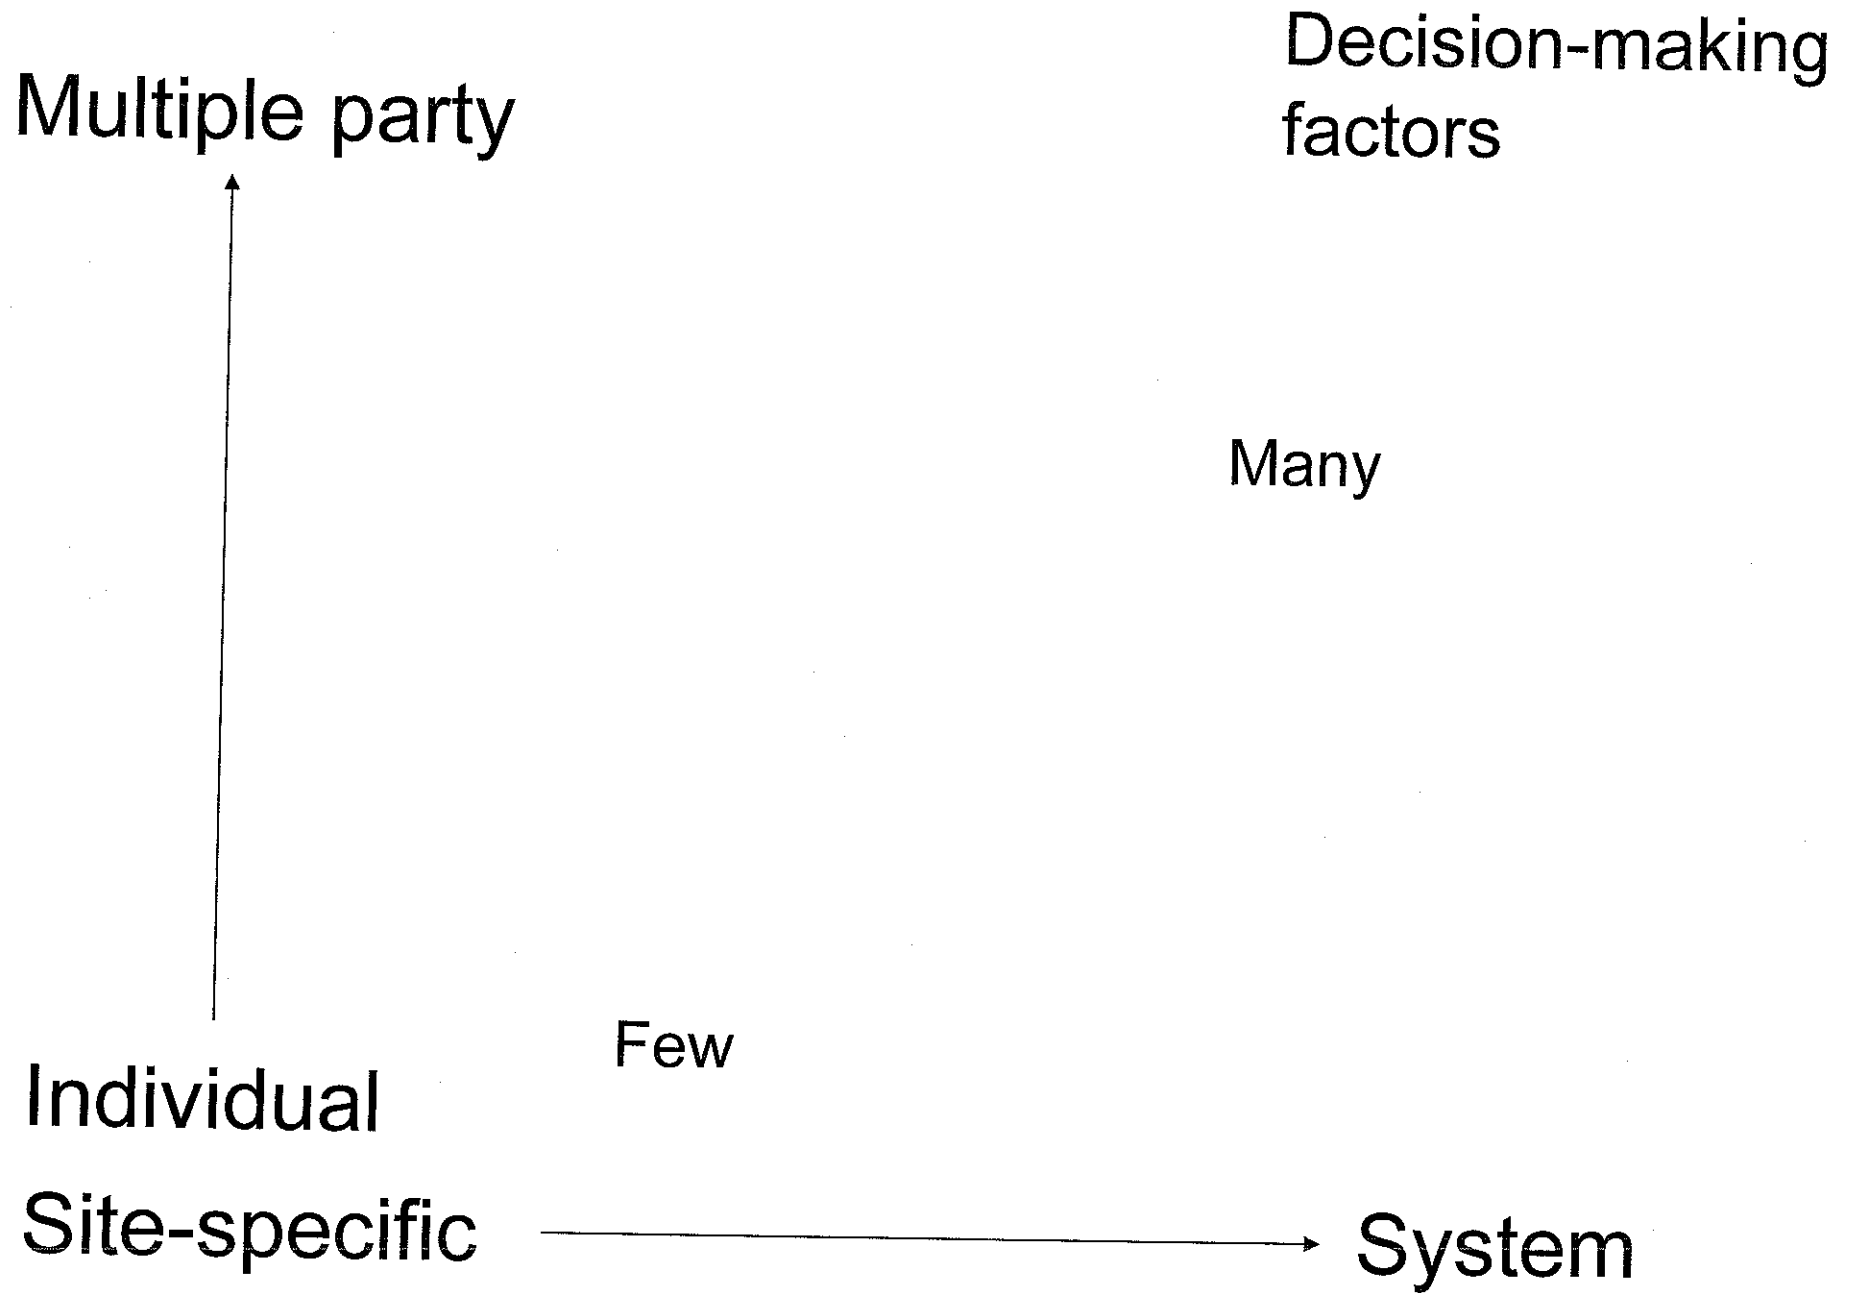 Decision-making
factors
Multiple party
Many
Few
Individual
Site-specific
System